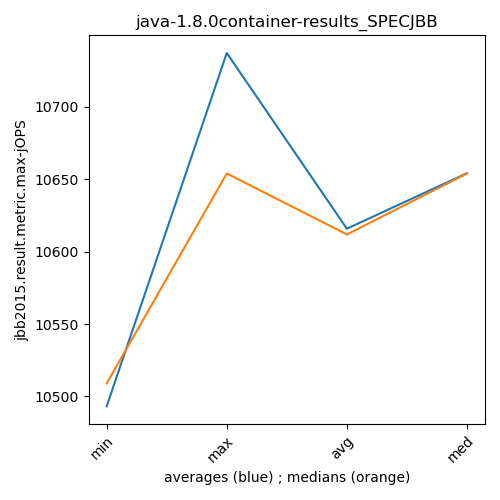 java-1.8.0container-results_SPECJBB
jbb2015.result.metric.max-jOPS
10700
10650
10600
10550
10500
min
max
avg
med
averages (blue) ; medians (orange)